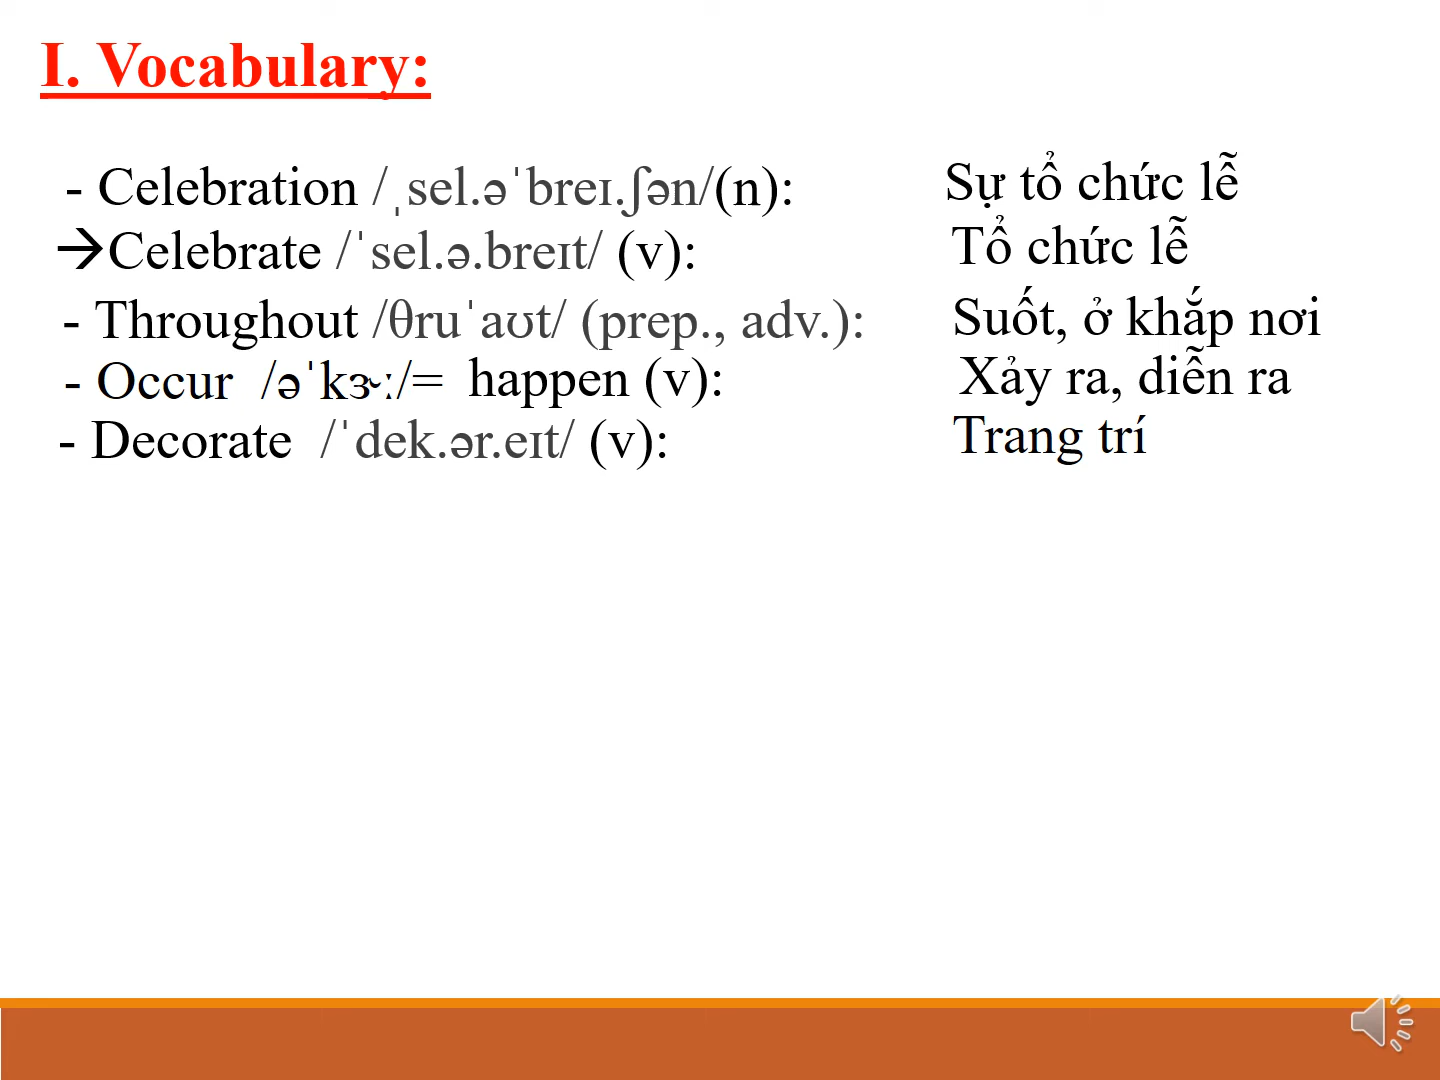 I. Vocabulary:
- Celebration /ˌsel.əˈbreɪ.ʃən/(n): Sự tổ chức lễ
→Celebrate /ˈsel.ə.breɪt/ (v): Tổ chức lễ
- Throughout /θruˈaʊt/ (prep., adv.): Suốt, ở khắp nơi
- Occur /əˈkɝː/= happen (v): Xảy ra, diễn ra
- Decorate /ˈdek.ər.eɪt/ (v): Trang trí